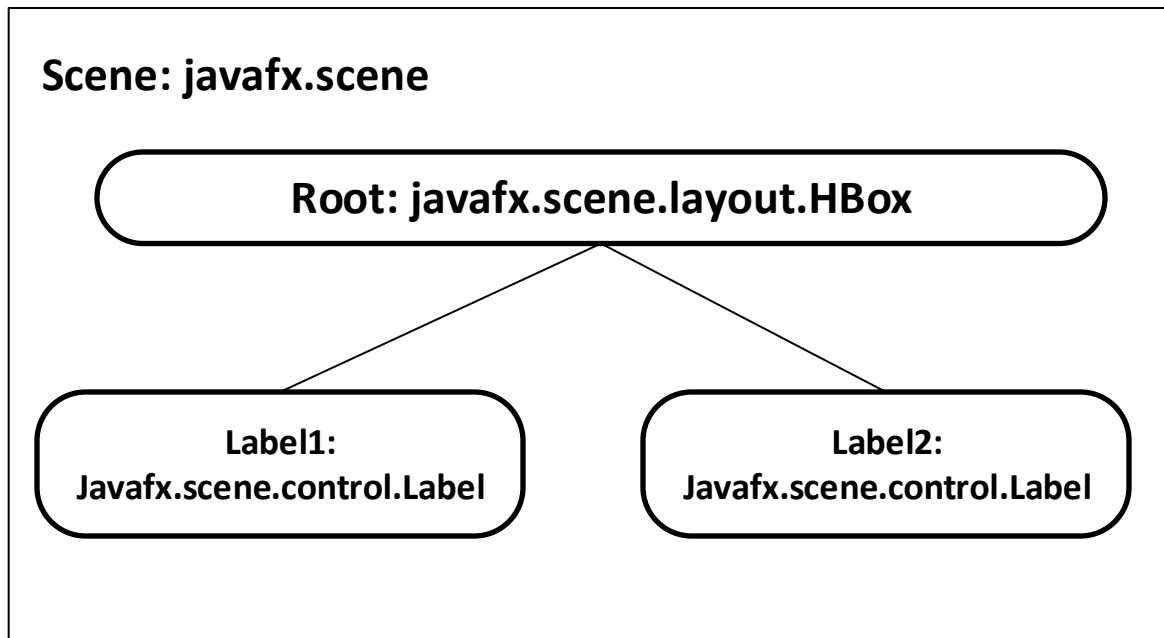 Scene: javafx.scene
Root: javafx.scene.layout.HBox
Label1:
Javafx.scene.control.Label
Label2:
Javafx.scene.control.Label